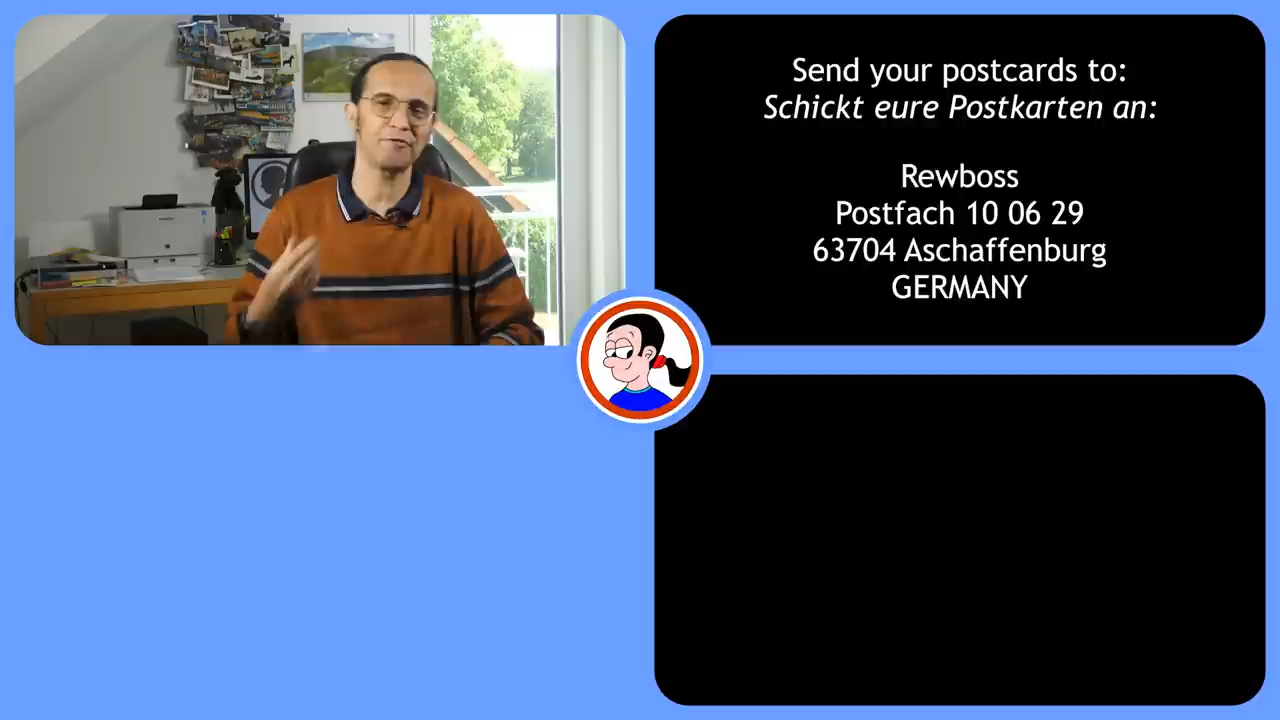 Send your postcards to:
Schickt eure Postkarten an:
Rewboss
Postfach 10 06 29
63704 Aschaffenburg
GERMANY